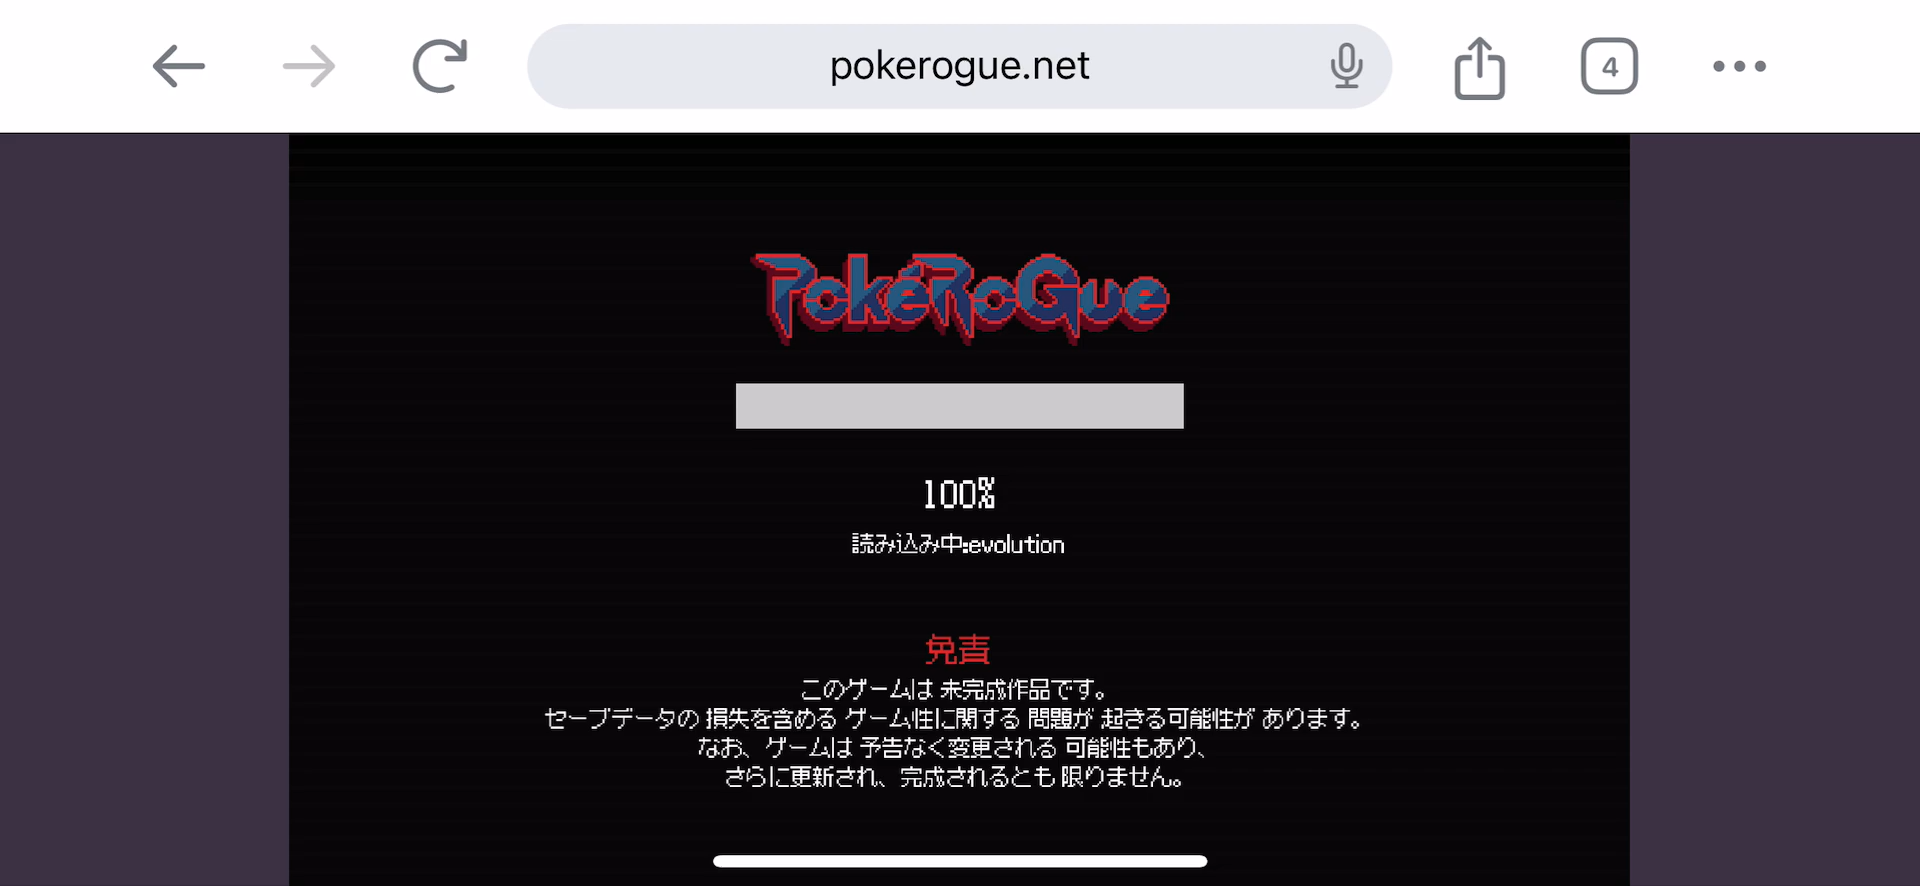 pokerogue.net
4
PokéRoGue
100%
読み込み中:evolution
免責
このゲームは 未完成作品です。
セーブデータの 損失を含める ゲーム性に関する 問題が 起きる可能性が あります。
なお、ゲームは 予告なく変更される 可能性もあり、
さらに更新され、完成されるとも 限りません。